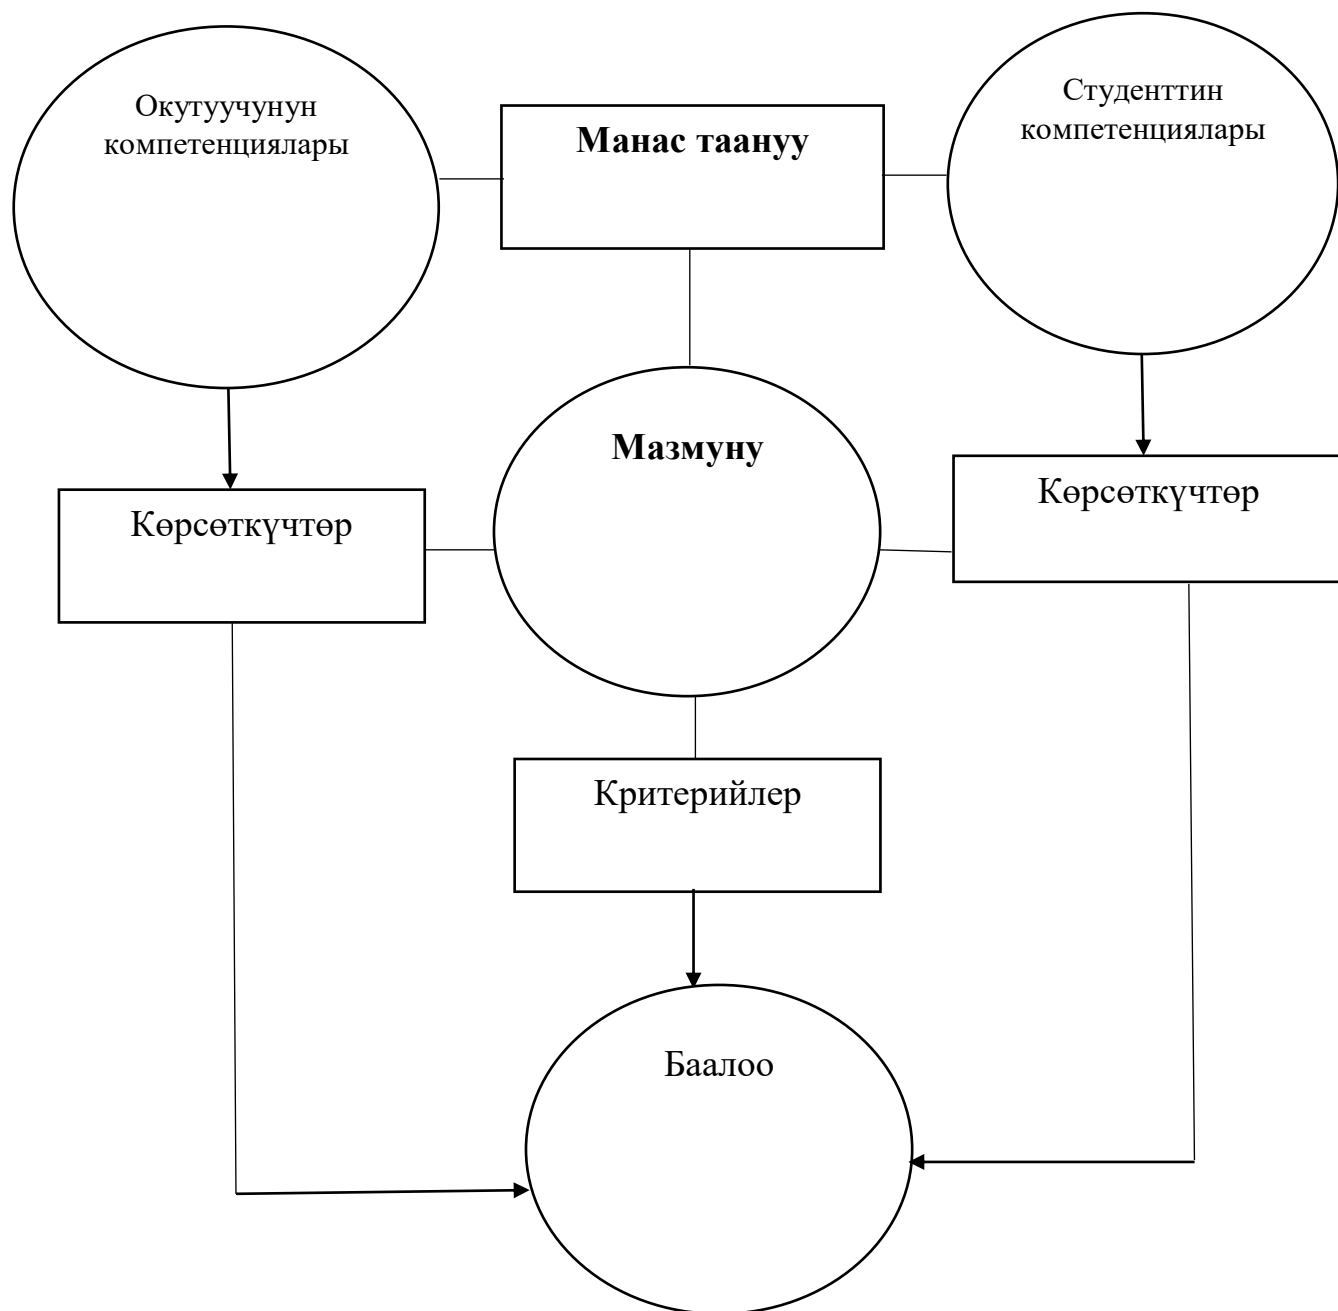 Окутуучунун
компетенциялары
Манас таануу
Студенттин
компетенциялары
Мазмуну
Көрсөткүчтөр
Көрсөткүчтөр
Критерийлер
Баалоо